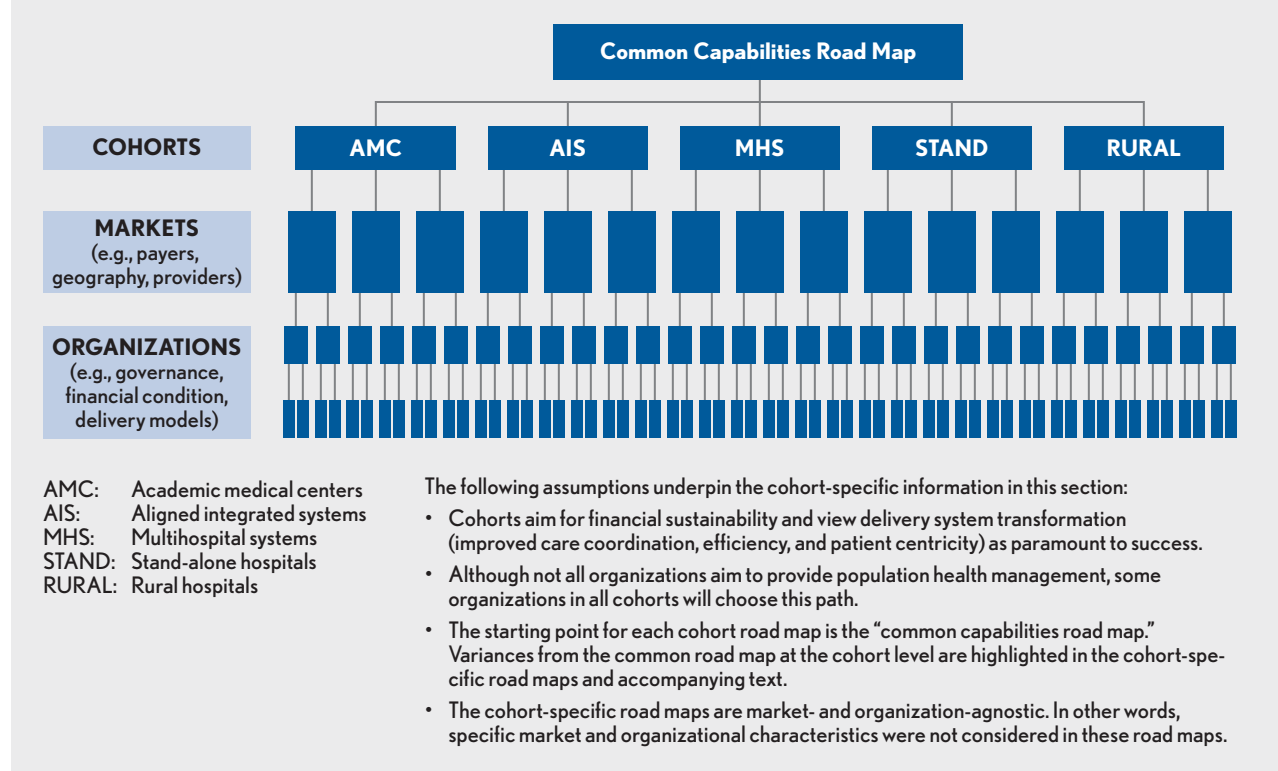 Common Capabilities Road Map
COHORTS
AMC
AIS
MHS
STAND
RURAL
MARKETS
(e.g., payers,
geography, providers)
ORGANIZATIONS
(e.g., governance,
financial condition,
delivery models)
AMC: Academic medical centers
AIS: Aligned integrated systems
MHS: Multihospital systems
STAND: Stand-alone hospitals
RURAL: Rural hospitals
The following assumptions underpin the cohort-specific information in this section:
• Cohorts aim for financial sustainability and view delivery system transformation
(improved care coordination, efficiency, and patient centricity) as paramount to success.
• Although not all organizations aim to provide population health management, some
organizations in all cohorts will choose this path.
• The starting point for each cohort road map is the “common capabilities road map.”
Variances from the common road map at the cohort level are highlighted in the cohort-spe-
cific road maps and accompanying text.
• The cohort-specific road maps are market- and organization-agnostic. In other words,
specific market and organizational characteristics were not considered in these road maps.